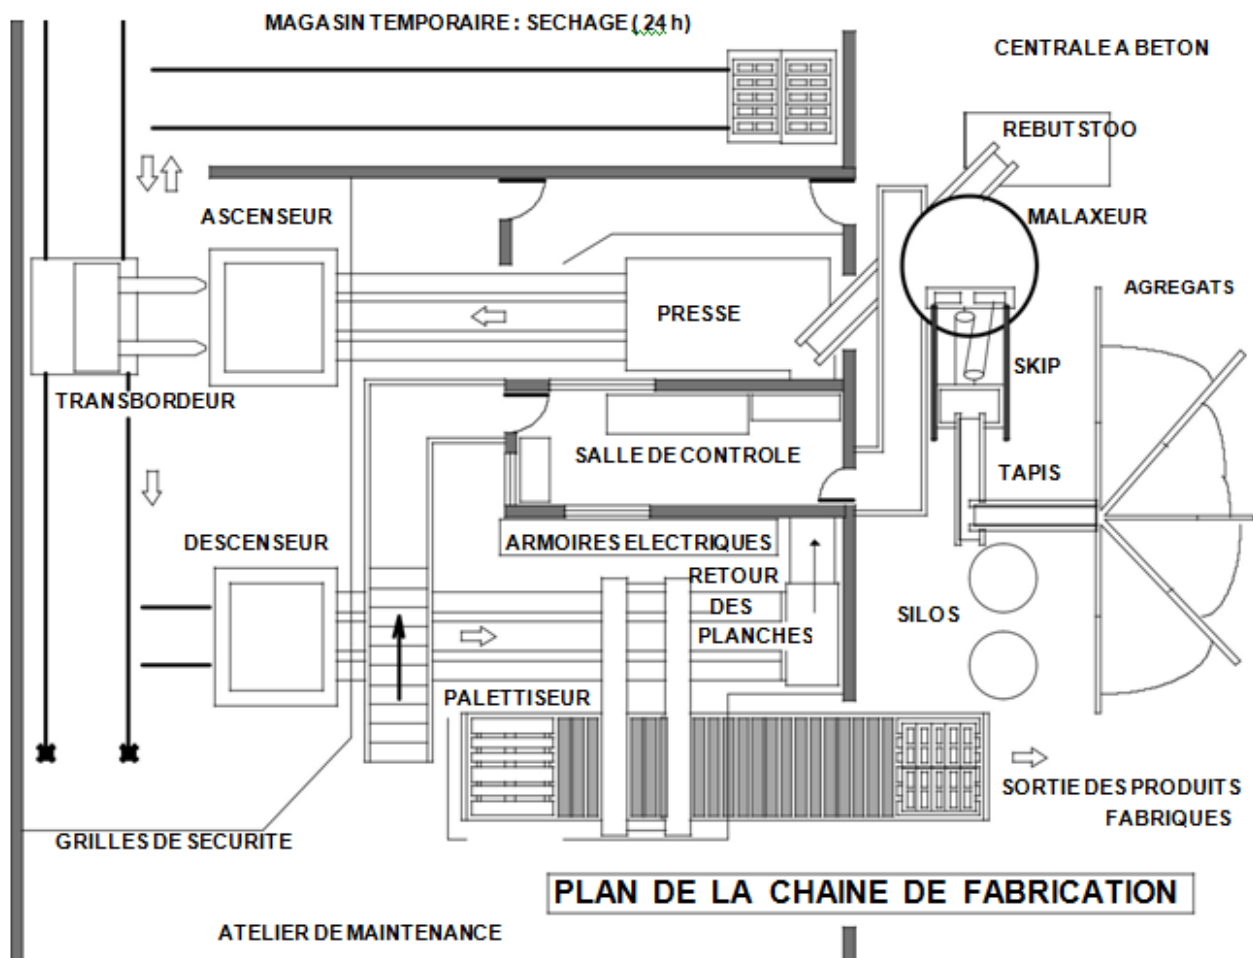 MAGASIN TEMPORAIRE : SECHAGE ( 24 h)
CENTRALE A BETON
REBUT STOO
ASCENSEUR
MALAXEUR
AGREGATS
PRESSE
SKIP
TRANSBORDEUR
SALLE DE CONTROLE
TAPIS
DESCENSEUR
ARMOIRES ELECTRIQUES
RETOUR
DES
PLANCHES
SILOS
PALETTISEUR
SORTIE DES PRODUITS
FABRIQUES
GRILLES DE SECURITE
PLAN DE LA CHAINE DE FABRICATION
ATELIER DE MAINTENANCE